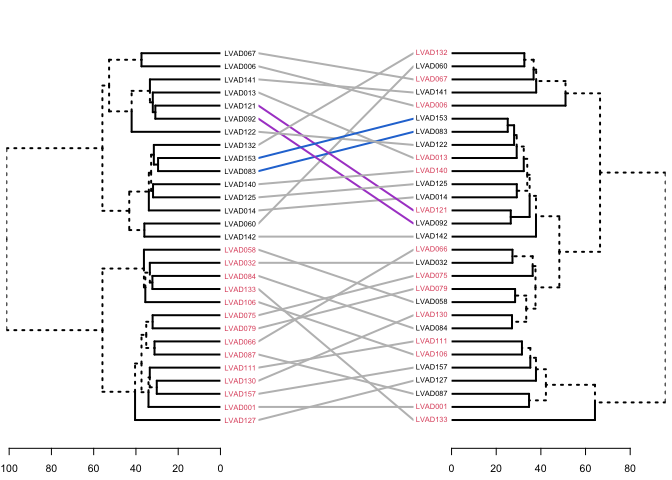 LVAD067 LVAD132
LVAD006 LVAD060
LVAD141 LVAD067
LVAD013 LVAD141
LVAD121 LVAD006
LVAD092 LVAD153
LVAD122 LVAD083
LVAD132 LVAD122
LVAD153 LVAD013
LVAD083 LVAD140
LVAD140 LVAD125
LVAD125 LVAD014
LVAD014 LVAD121
LVAD060 LVAD092
LVAD142 LVAD142
LVAD058 LVAD066
LVAD032 LVAD032
LVAD084 LVAD075
LVAD133 LVAD079
LVAD106 LVAD058
LVAD075 LVAD130
LVAD079 LVAD084
LVAD066 LVAD111
LVAD087 LVAD106
LVAD111 LVAD157
LVAD130 LVAD127
LVAD157 LVAD087
LVAD001 LVAD001
LVAD127 LVAD133
100 80 60 40 20 0 0 20 40 60 80